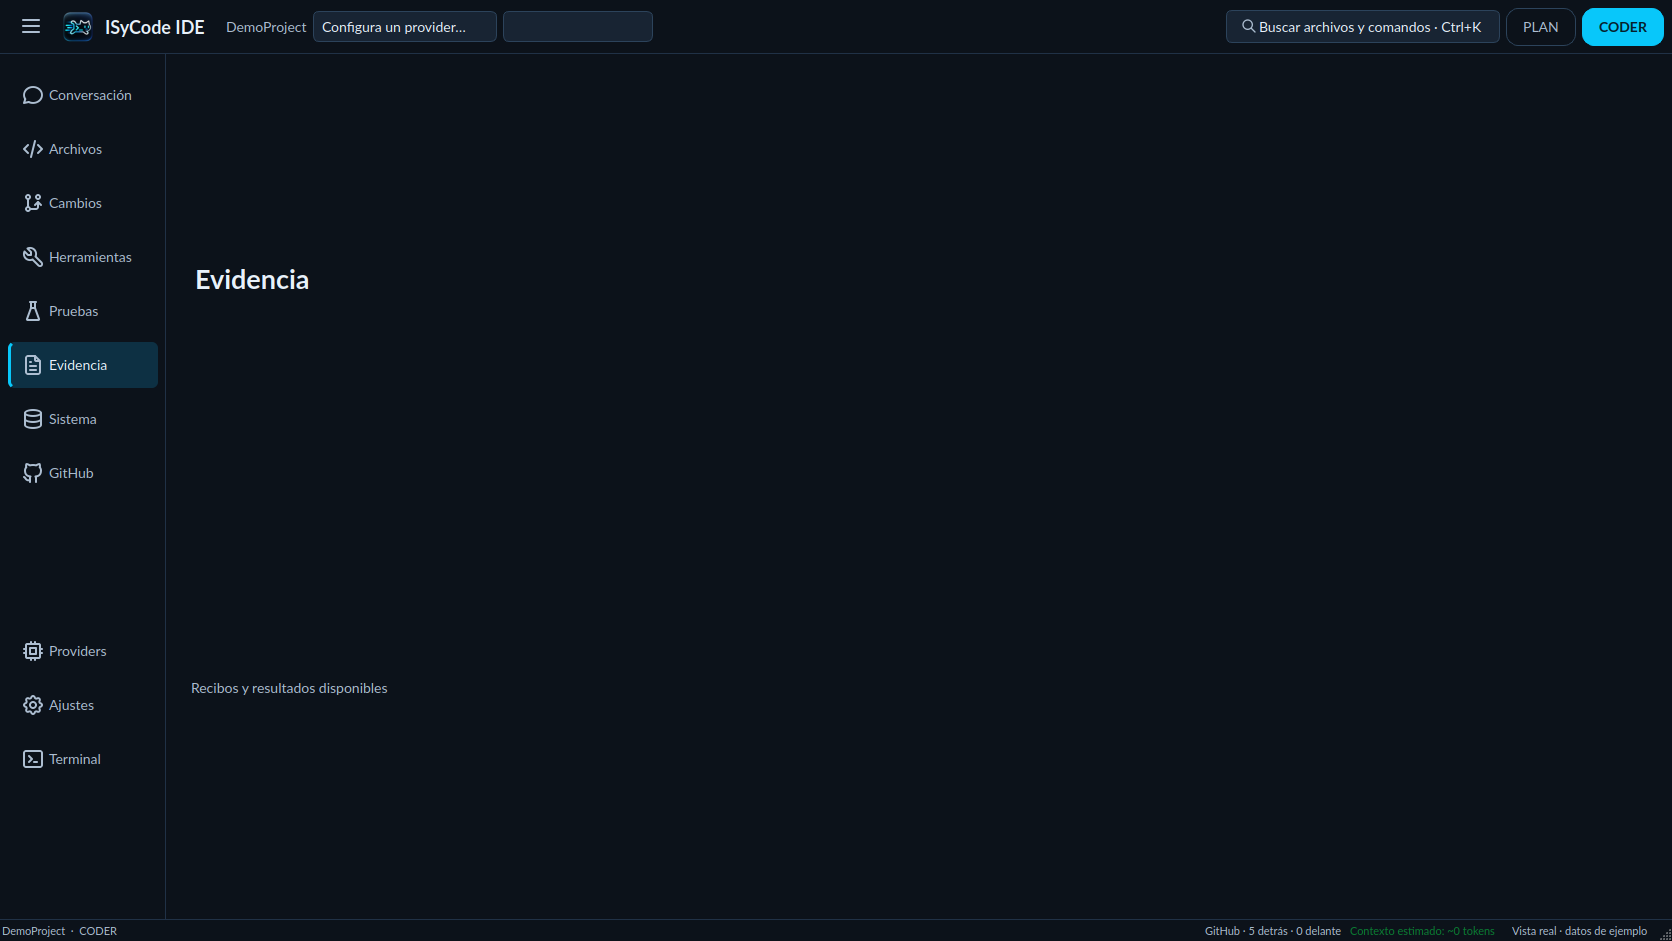 ISyCode IDE
DemoProject
Configura un provider...
Buscar archivos y comandos · Ctrl+K
PLAN
CODER
Conversación
Archivos
Cambios
Herramientas
Pruebas
Evidencia
Sistema
GitHub
Providers
Ajustes
Terminal
Evidencia
Recibos y resultados disponibles
DemoProject · CODER
GitHub · 5 detrás · 0 delante
Contexto estimado: ~0 tokens
Vista real · datos de ejemplo